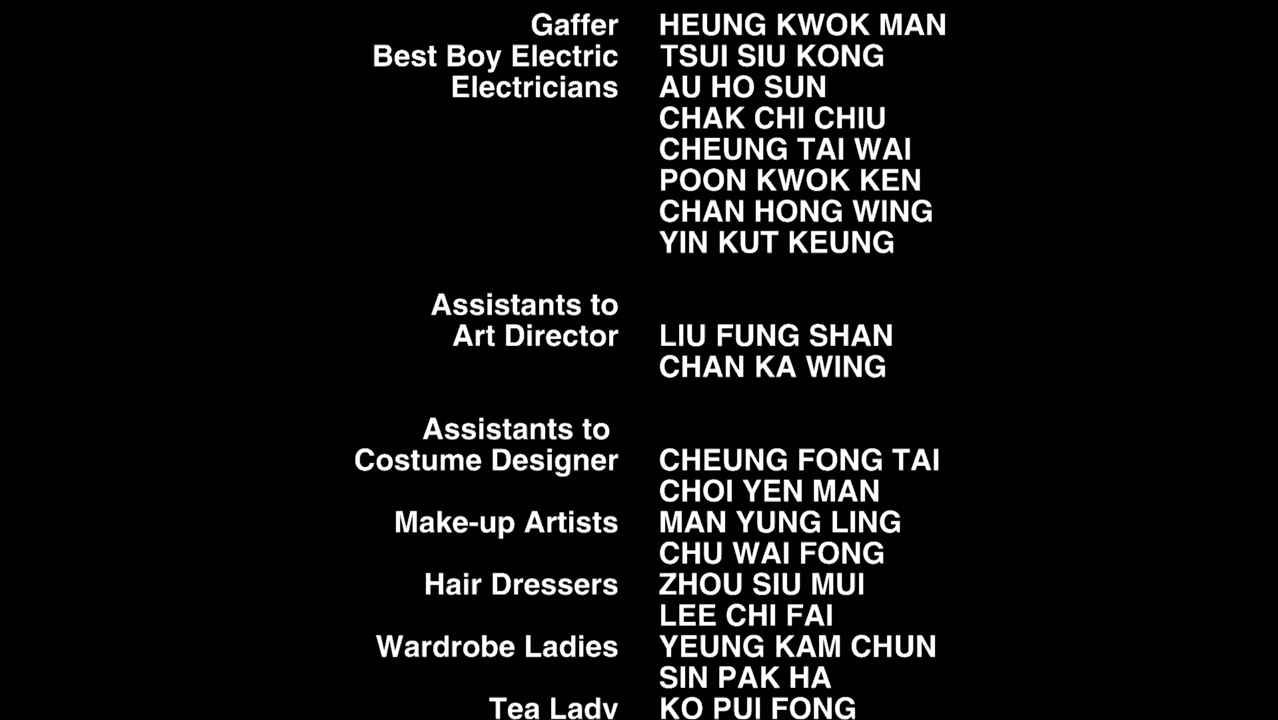 Gaffer HEUNG KWOK MAN
Best Boy Electric TSUI SIU KONG
Electricians AU HO SUN
CHAK CHI CHIU
CHEUNG TAI WAI
POON KWOK KEN
CHAN HONG WING
YIN KUT KEUNG
Assistants to
Art Director LIU FUNG SHAN
CHAN KA WING
Assistants to
Costume Designer CHEUNG FONG TAI
CHOI YEN MAN
Make-up Artists MAN YUNG LING
CHU WAI FONG
Hair Dressers ZHOU SIU MUI
LEE CHI FAI
Wardrobe Ladies YEUNG KAM CHUN
SIN PAK HA
Tea Lady KO PUI FONG